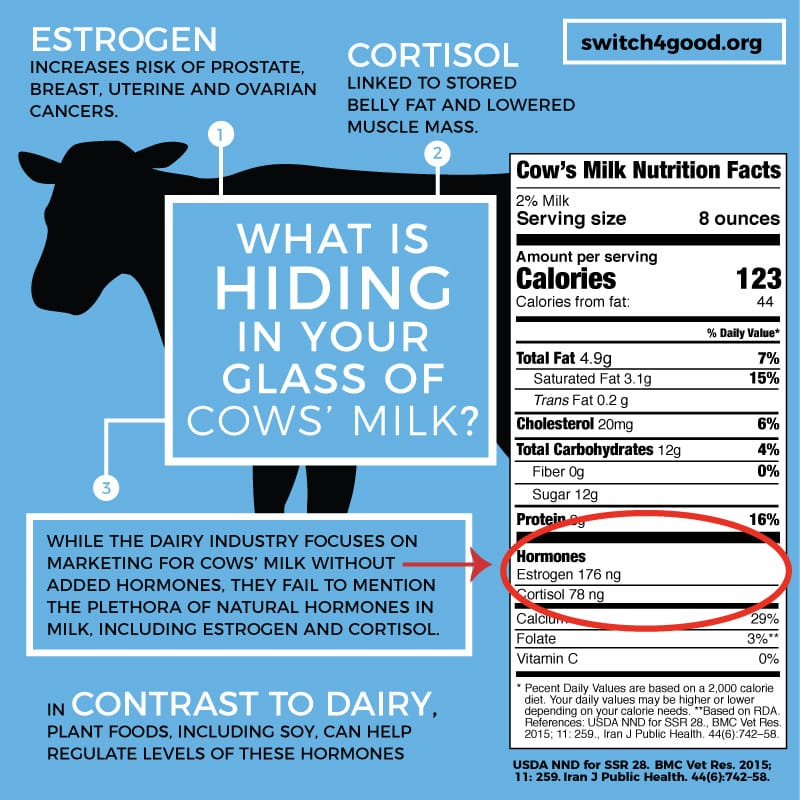 ESTROGEN
INCREASES RISK OF PROSTATE,
BREAST, UTERINE AND OVARIAN
CANCERS.
CORTISOL
LINKED TO STORED
BELLY FAT AND LOWERED
MUSCLE MASS.
switch4good.org
1
2
WHAT IS
HIDING
IN YOUR
GLASS OF
COWS' MILK?
3
WHILE THE DAIRY INDUSTRY FOCUSES ON
MARKETING FOR COWS' MILK WITHOUT
ADDED HORMONES, THEY FAIL TO MENTION
THE PLETHORA OF NATURAL HORMONES IN
MILK, INCLUDING ESTROGEN AND CORTISOL.
IN CONTRAST TO DAIRY,
PLANT FOODS, INCLUDING SOY, CAN HELP
REGULATE LEVELS OF THESE HORMONES
Cow's Milk Nutrition Facts
2% Milk
Serving size 8 ounces
Amount per serving
Calories 123
Calories from fat: 44
% Daily Value*
Total Fat 4.9g 7%
Saturated Fat 3.1g 15%
Trans Fat 0.2 g
Cholesterol 20mg 6%
Total Carbohydrates 12g 4%
Fiber 0g 0%
Sugar 12g
Protein 16%
Hormones
Estrogen 176 ng
Cortisol 78 ng
Calcium 29%
Folate 3%**
Vitamin C 0%
* Pecent Daily Values are based on a 2,000 calorie
diet. Your daily values may be higher or lower
depending on your calorie needs. **Based on RDA.
References: USDA NND for SSR 28., BMC Vet Res.
2015; 11: 259., Iran J Public Health. 44(6):742–58.
USDA NND for SSR 28. BMC Vet Res. 2015;
11: 259. Iran J Public Health. 44(6):742–58.